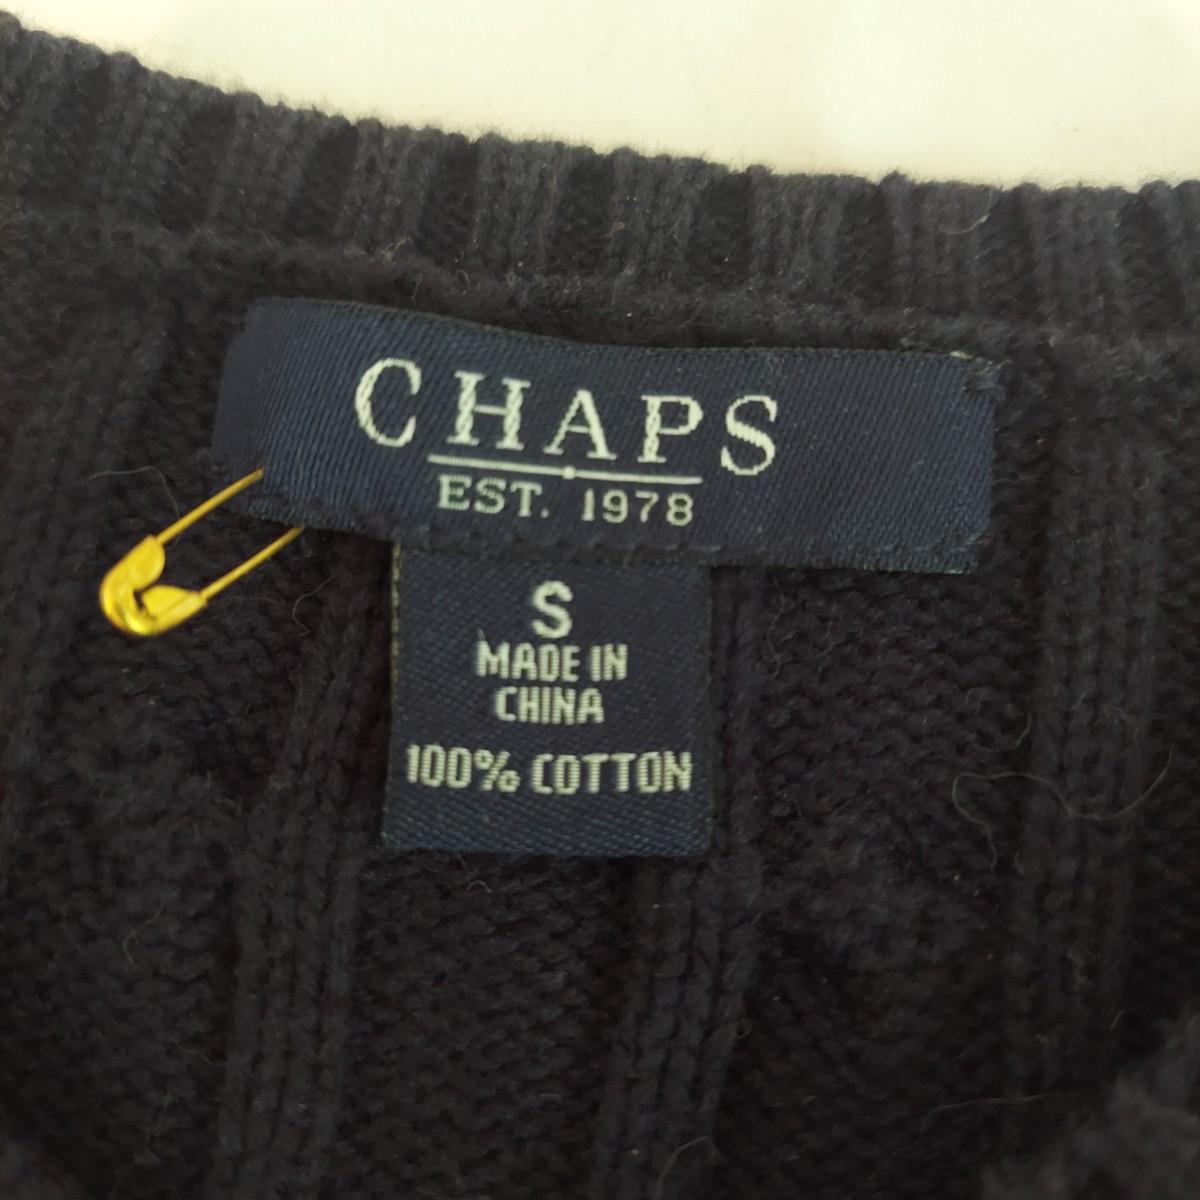 CHAPS
EST. 1978
S
MADE IN
CHINA
100% COTTON